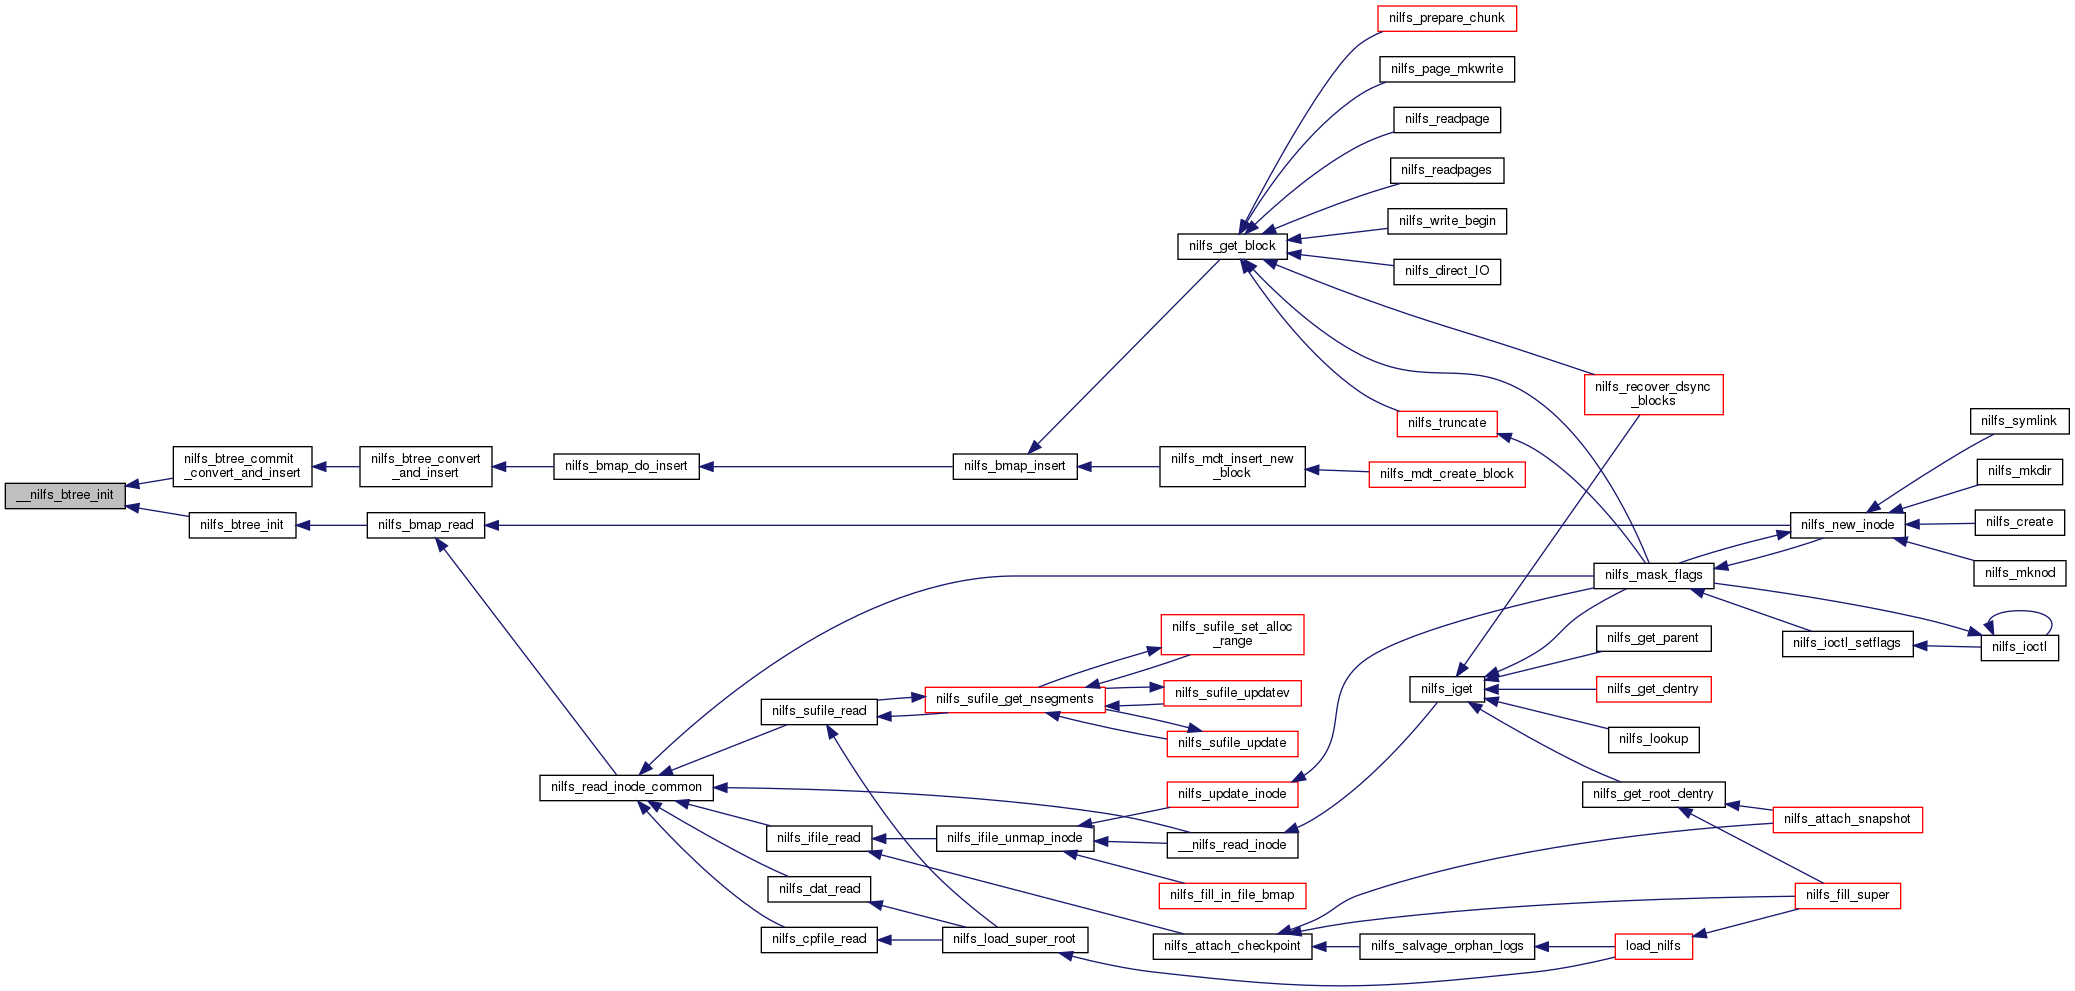 nilfs_prepare_chunk
nilfs_page_mkwrite
nilfs_readpage
nilfs_readpages
nilfs_write_begin
nilfs_get_block
nilfs_direct_IO
nilfs_recover_dsync
_blocks
nilfs_truncate
nilfs_symlink
nilfs_btree_commit
_convert_and_insert
nilfs_btree_convert
_and_insert
nilfs_bmap_do_insert
nilfs_bmap_insert
nilfs_mdt_insert_new
_block
nilfs_mdt_create_block
nilfs_mkdir
__nilfs_btree_init
nilfs_btree_init
nilfs_bmap_read
nilfs_new_inode
nilfs_create
nilfs_mask_flags
nilfs_mknod
nilfs_sufile_set_alloc
_range
nilfs_get_parent
nilfs_ioctl_setflags
nilfs_ioctl
nilfs_sufile_read
nilfs_sufile_get_nsegments
nilfs_sufile_updatev
nilfs_iget
nilfs_get_dentry
nilfs_sufile_update
nilfs_lookup
nilfs_read_inode_common
nilfs_update_inode
nilfs_get_root_dentry
nilfs_ifile_read
nilfs_ifile_unmap_inode
__nilfs_read_inode
nilfs_attach_snapshot
nilfs_dat_read
nilfs_fill_in_file_bmap
nilfs_fill_super
nilfs_cpfile_read
nilfs_load_super_root
nilfs_attach_checkpoint
nilfs_salvage_orphan_logs
load_nilfs